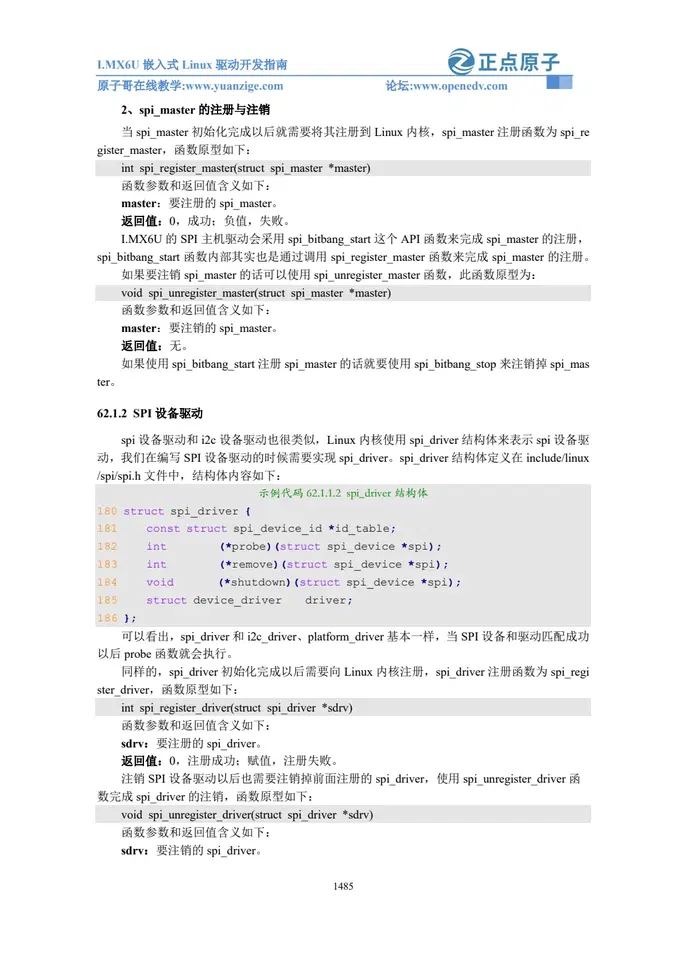 I.MX6U 嵌入式 Linux 驱动开发指南
正点原子
原子哥在线教学:www.yuanzige.com 论坛:www.openedv.com
2、spi_master 的注册与注销
当 spi_master 初始化完成以后就需要将其注册到 Linux 内核，spi_master 注册函数为 spi_re
gister_master，函数原型如下：
int spi_register_master(struct spi_master *master)
函数参数和返回值含义如下：
master：要注册的 spi_master。
返回值：0，成功；负值，失败。
I.MX6U 的 SPI 主机驱动会采用 spi_bitbang_start 这个 API 函数来完成 spi_master 的注册，
spi_bitbang_start 函数内部其实也是通过调用 spi_register_master 函数来完成 spi_master 的注册。
如果要注销 spi_master 的话可以使用 spi_unregister_master 函数，此函数原型为：
void spi_unregister_master(struct spi_master *master)
函数参数和返回值含义如下：
master：要注销的 spi_master。
返回值：无。
如果使用 spi_bitbang_start 注册 spi_master 的话就要使用 spi_bitbang_stop 来注销掉 spi_mas
ter。
62.1.2 SPI 设备驱动
spi 设备驱动和 i2c 设备驱动也很类似，Linux 内核使用 spi_driver 结构体来表示 spi 设备驱
动，我们在编写 SPI 设备驱动的时候需要实现 spi_driver。spi_driver 结构体定义在 include/linux
/spi/spi.h 文件中，结构体内容如下：
示例代码 62.1.1.2 spi_driver 结构体
180 struct spi_driver {
181 const struct spi_device_id *id_table;
182 int (*probe)(struct spi_device *spi);
183 int (*remove)(struct spi_device *spi);
184 void (*shutdown)(struct spi_device *spi);
185 struct device_driver driver;
186 };
可以看出，spi_driver 和 i2c_driver、platform_driver 基本一样，当 SPI 设备和驱动匹配成功
以后 probe 函数就会执行。
同样的，spi_driver 初始化完成以后需要向 Linux 内核注册，spi_driver 注册函数为 spi_regi
ster_driver，函数原型如下：
int spi_register_driver(struct spi_driver *sdrv)
函数参数和返回值含义如下：
sdrv：要注册的 spi_driver。
返回值：0，注册成功；赋值，注册失败。
注销 SPI 设备驱动以后也需要注销掉前面注册的 spi_driver，使用 spi_unregister_driver 函
数完成 spi_driver 的注销，函数原型如下：
void spi_unregister_driver(struct spi_driver *sdrv)
函数参数和返回值含义如下：
sdrv：要注销的 spi_driver。
1485